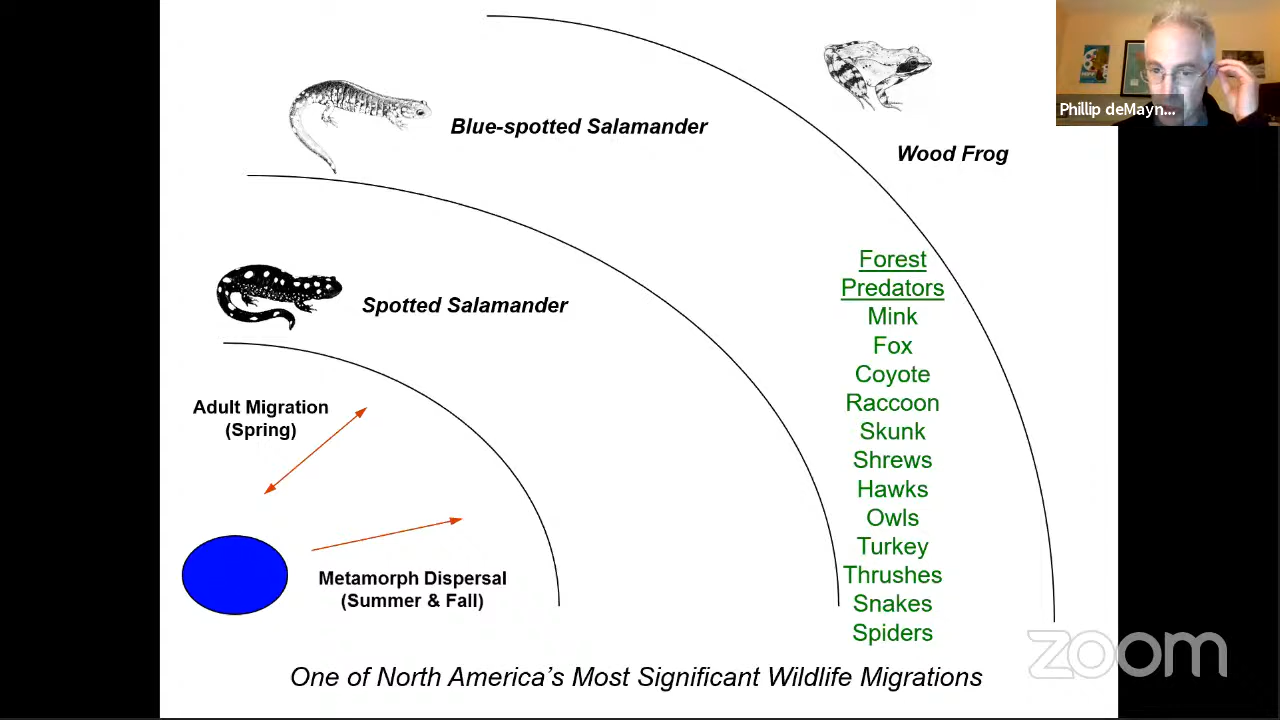 Phillip deMayn...
Blue-spotted Salamander
Wood Frog
Spotted Salamander
Forest
Predators
Mink
Fox
Coyote
Raccoon
Skunk
Shrews
Hawks
Owls
Turkey
Thrushes
Snakes
Spiders
Adult Migration
(Spring)
Metamorph Dispersal
(Summer & Fall)
One of North America's Most Significant Wildlife Migrations
zoom